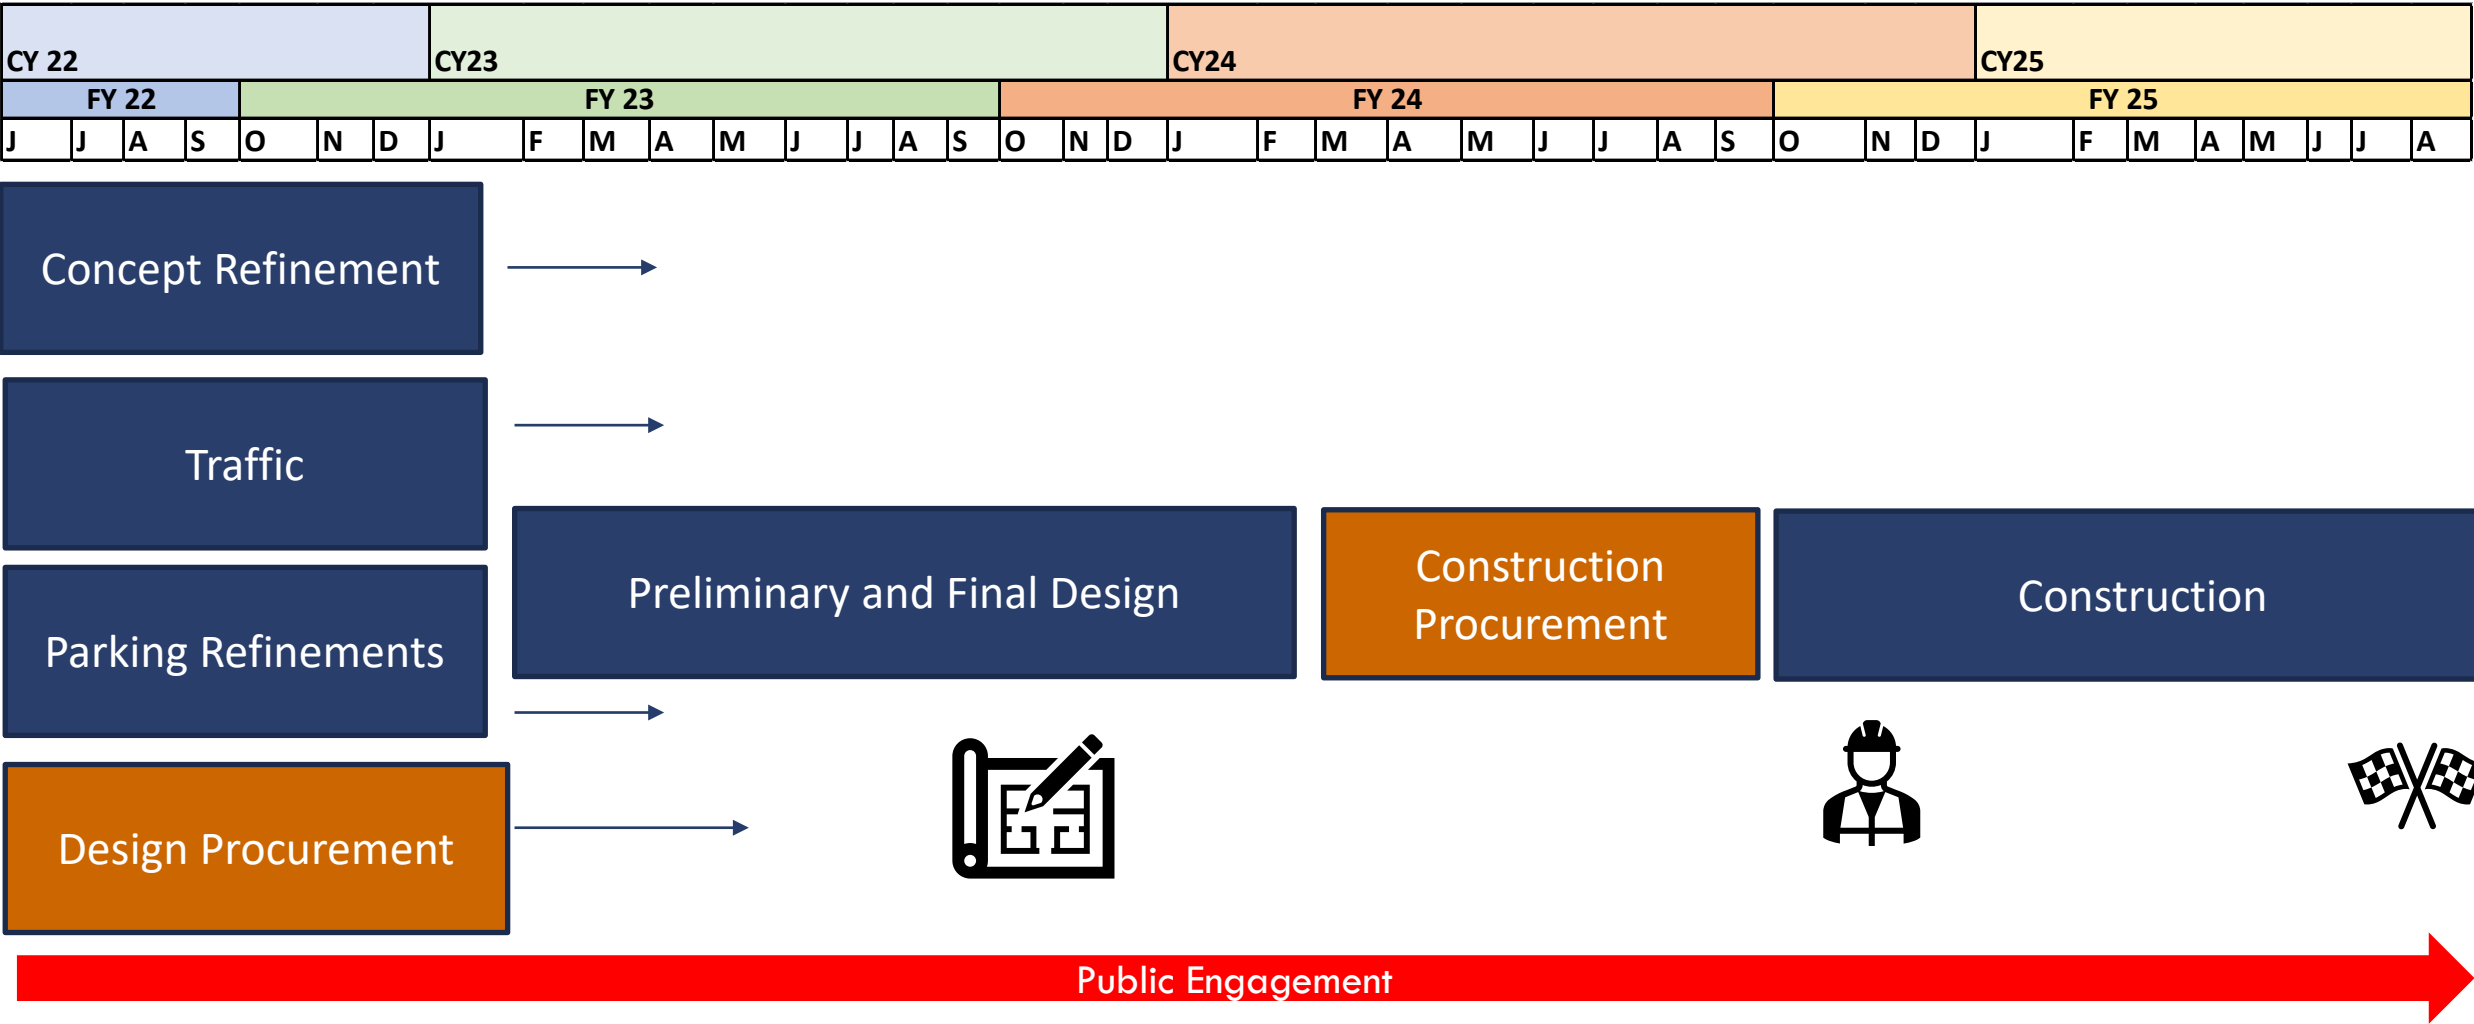 CY 22 CY23 CY24 CY25
FY 22 FY 23 FY 24 FY 25
J J A S O N D J F M A M J J A S O N D J F M A M J J A S O N D J F M A M J J A
Concept Refinement
Traffic
Parking Refinements
Design Procurement
Preliminary and Final Design
Construction
Procurement
Construction
Public Engagement